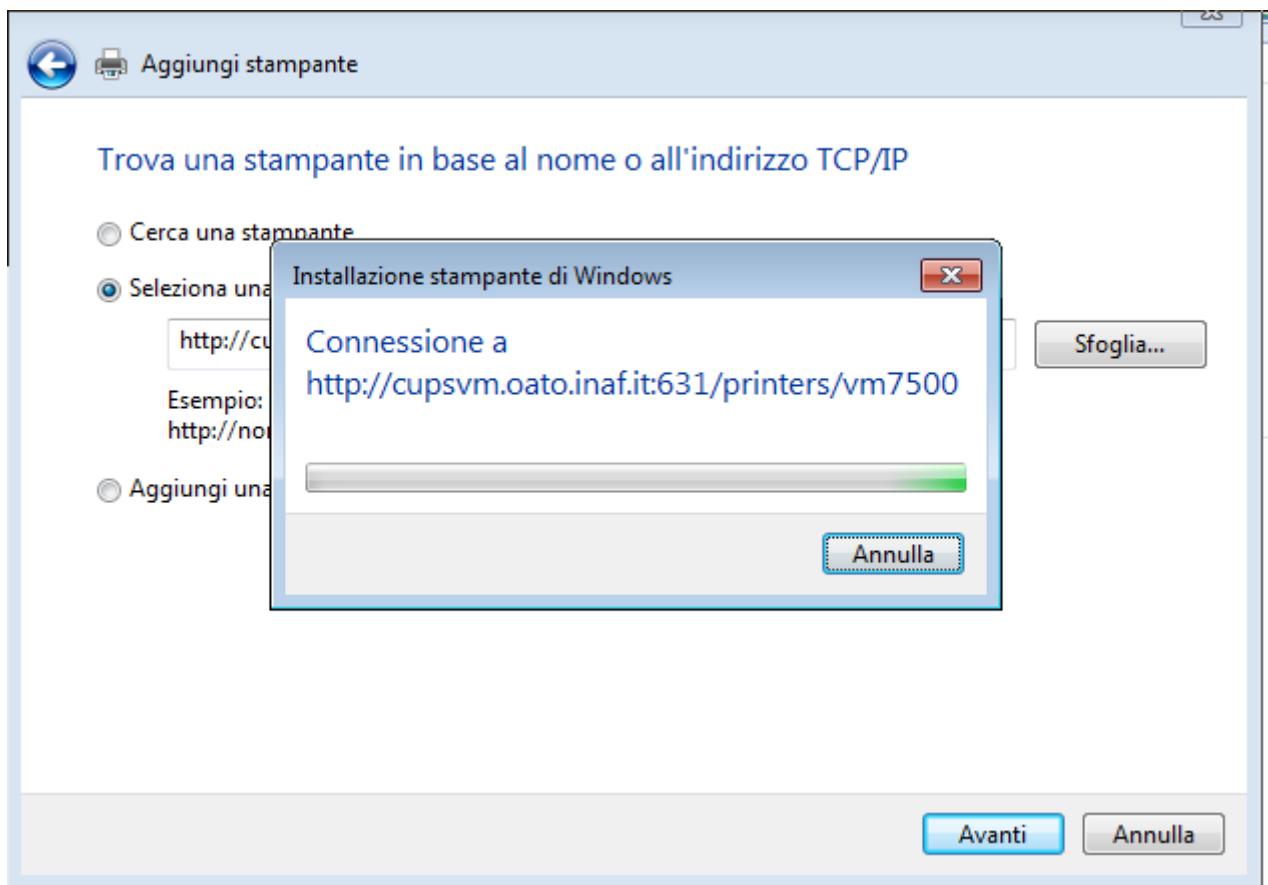 Aggiungi stampante
Trova una stampante in base al nome o all'indirizzo TCP/IP
Cerca una stampante
Seleziona una
http://cu
Sfoglia...
Esempio:
http://no
Aggiungi una
Installazione stampante di Windows
Connessione a
http://cupsvm.oato.inaf.it:631/printers/vm7500
Annulla
Avanti
Annulla